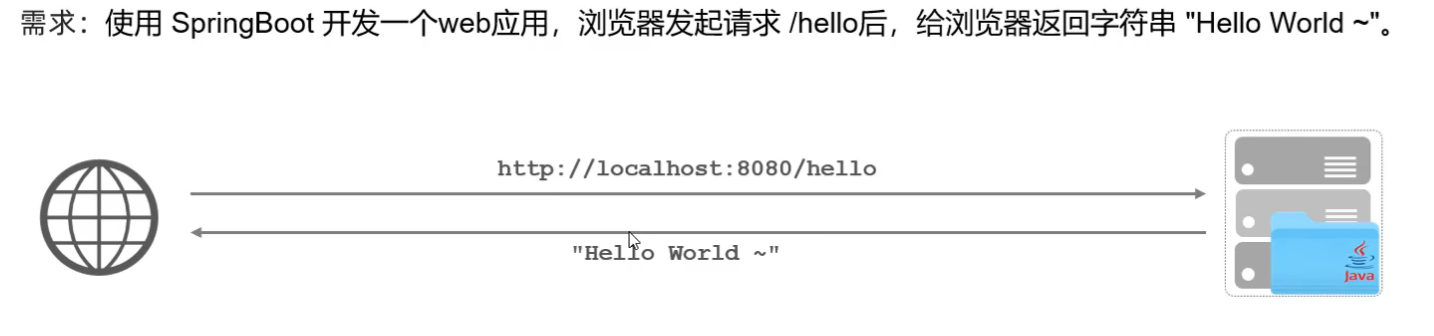 需求：使用 SpringBoot 开发一个web应用，浏览器发起请求 /hello后，给浏览器返回字符串 "Hello World ~"。
http://localhost:8080/hello
"Hello World ~"
Java